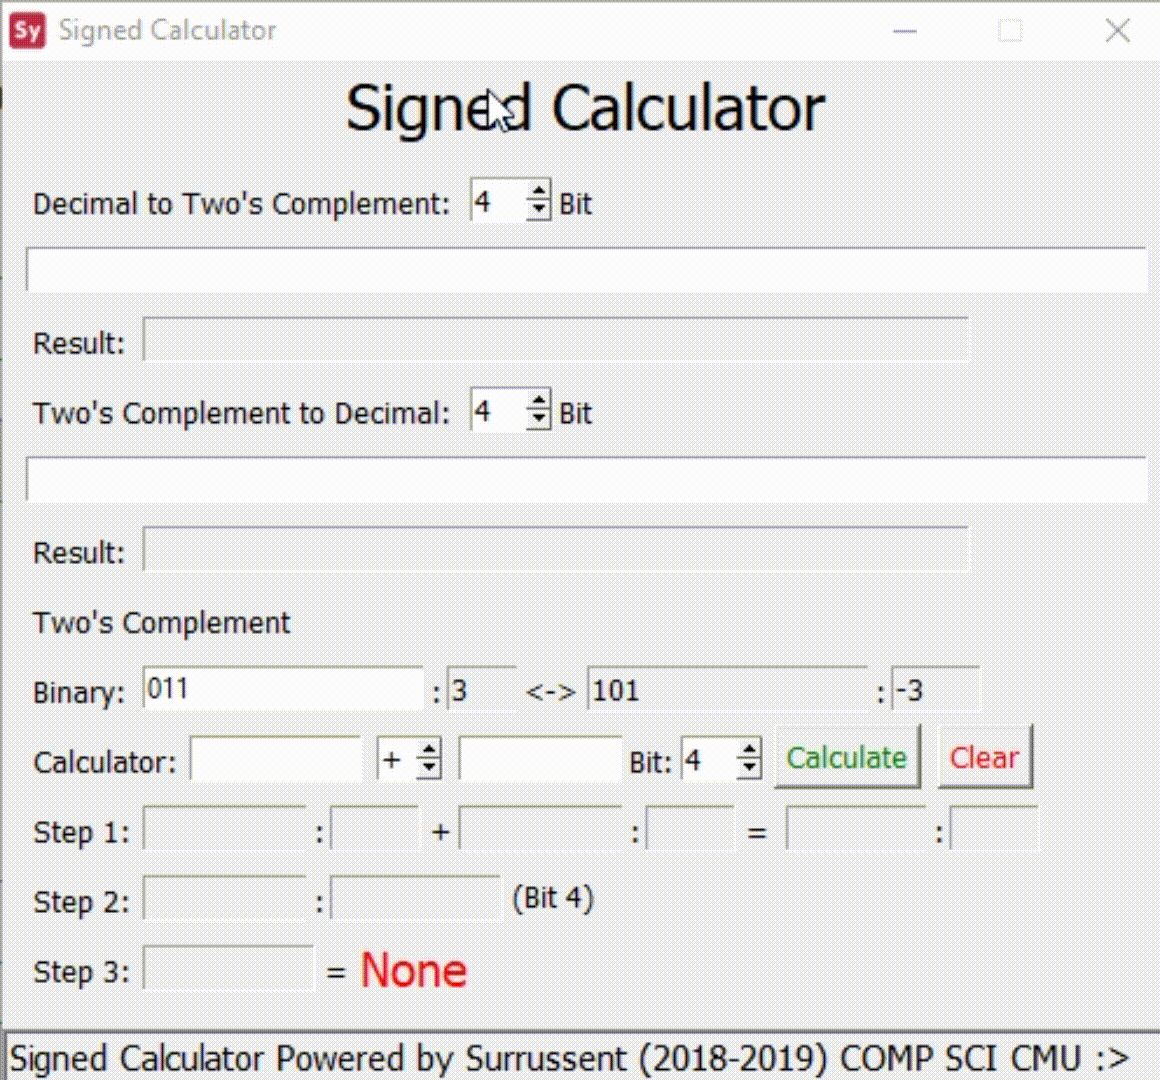 Sy Signed Calculator
Signed Calculator
Decimal to Two's Complement: 4 Bit
Result:
Two's Complement to Decimal: 4 Bit
Result:
Two's Complement
Binary: 011 : 3 <-> 101 : -3
Calculator: + Bit: 4 Calculate Clear
Step 1: : + : = :
Step 2: : (Bit 4)
Step 3: = None
Signed Calculator Powered by Surrussent (2018-2019) COMP SCI CMU :>